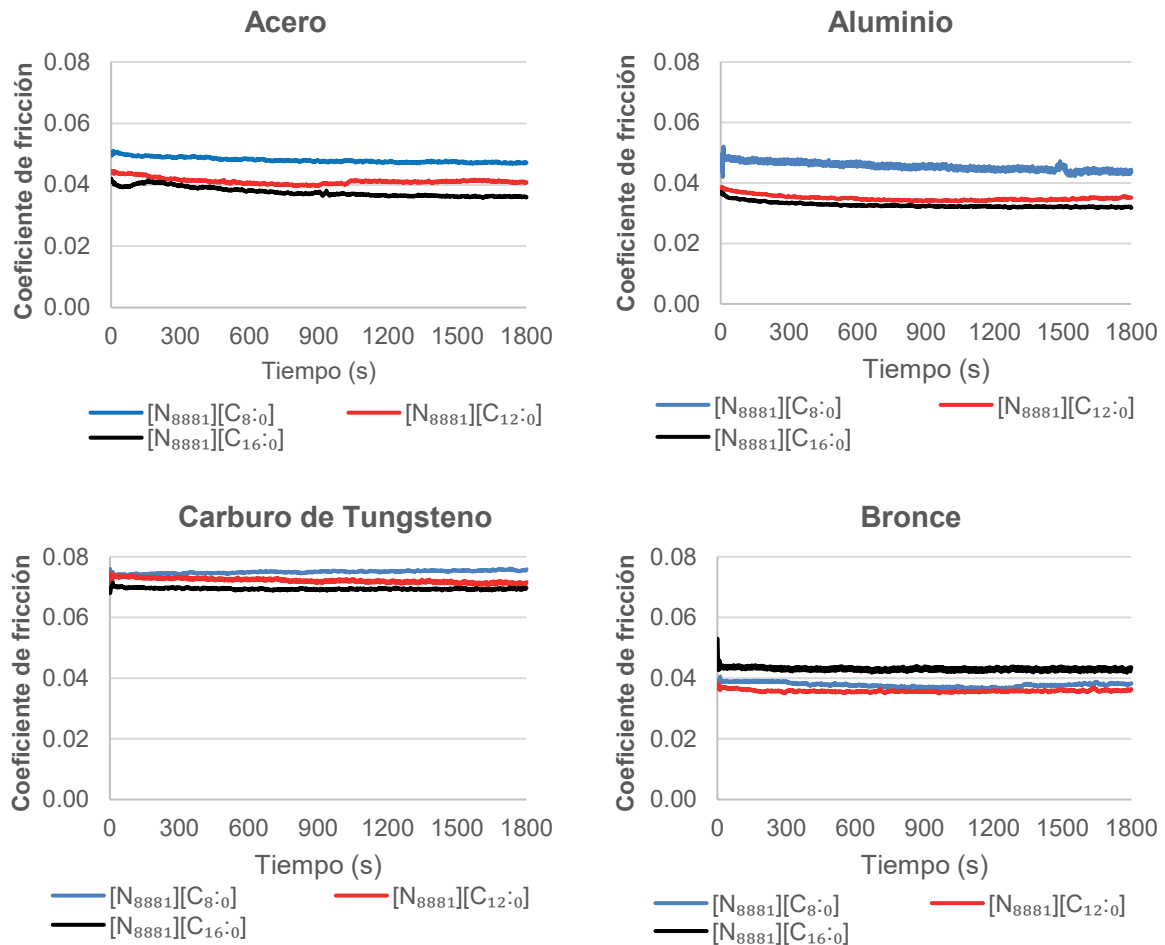 Acero
Coeficiente de fricción
0.08
0.06
0.04
0.02
0.00
0 300 600 900 1200 1500 1800
Tiempo (s)
[N₈₈₈₁][C₈:₀] [N₈₈₈₁][C₁₂:₀]
[N₈₈₈₁][C₁₆:₀]
Aluminio
Coeficiente de fricción
0.08
0.06
0.04
0.02
0.00
0 300 600 900 1200 1500 1800
Tiempo (s)
[N₈₈₈₁][C₈:₀] [N₈₈₈₁][C₁₂:₀]
[N₈₈₈₁][C₁₆:₀]
Carburo de Tungsteno
Coeficiente de fricción
0.08
0.06
0.04
0.02
0.00
0 300 600 900 1200 1500 1800
Tiempo (s)
[N₈₈₈₁][C₈:₀] [N₈₈₈₁][C₁₂:₀]
[N₈₈₈₁][C₁₆:₀]
Bronce
Coeficiente de fricción
0.08
0.06
0.04
0.02
0.00
0 300 600 900 1200 1500 1800
Tiempo (s)
[N₈₈₈₁][C₈:₀] [N₈₈₈₁][C₁₂:₀]
[N₈₈₈₁][C₁₆:₀]